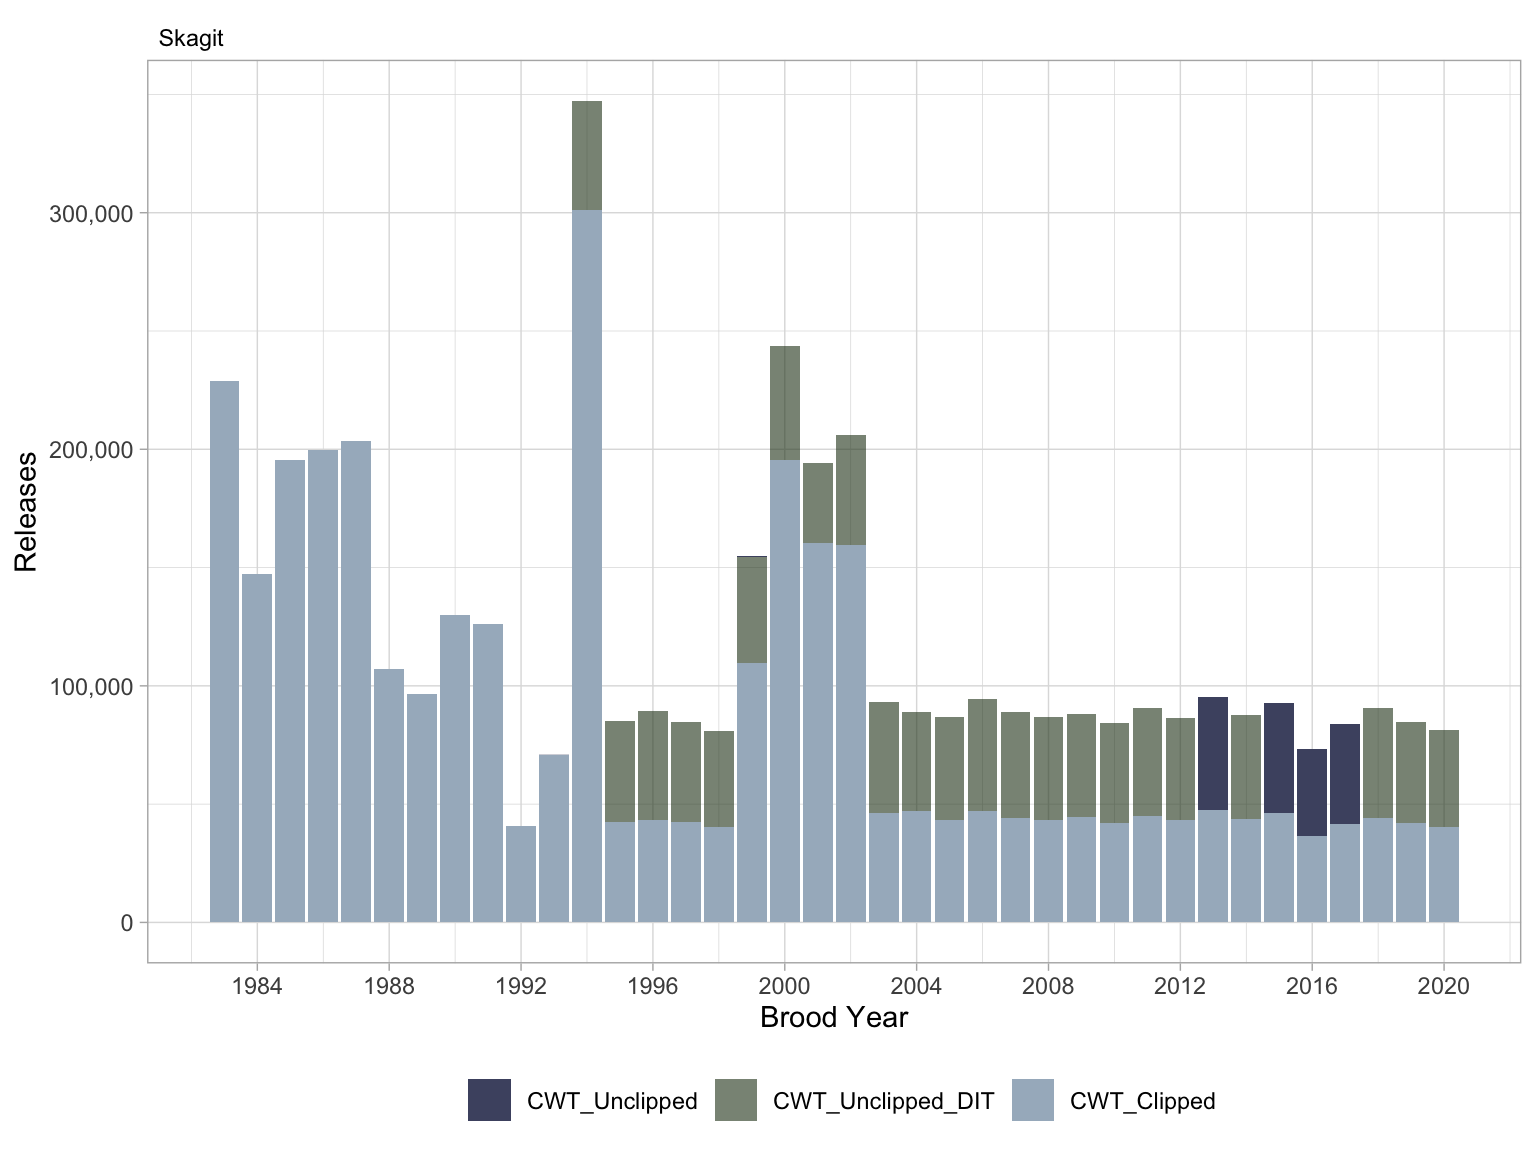 Skagit
300,000
200,000
100,000
0
Releases
1984 1988 1992 1996 2000 2004 2008 2012 2016 2020
Brood Year
CWT_Unclipped CWT_Unclipped_DIT CWT_Clipped